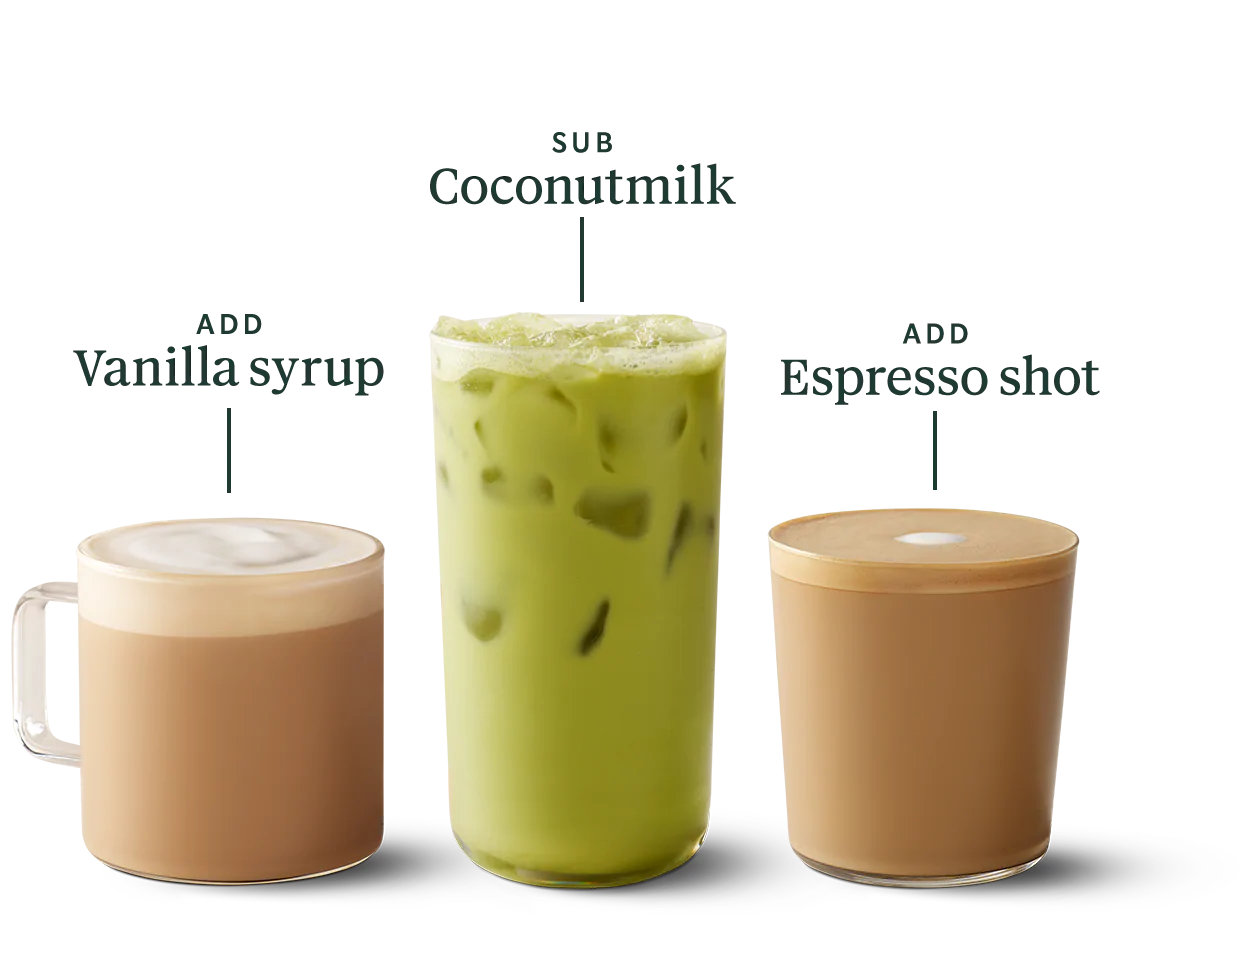 SUB
Coconutmilk
ADD
Vanilla syrup
ADD
Espresso shot